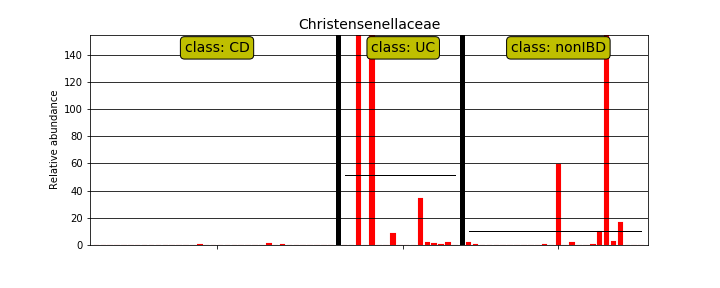 Christensenellaceae
class: CD
class: UC
class: nonIBD
Relative abundance
140
120
100
80
60
40
20
0